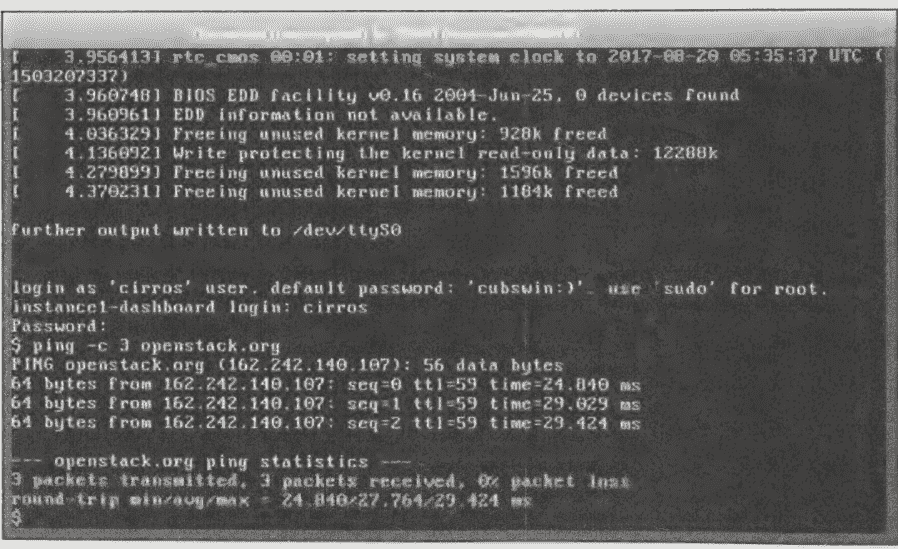 [    3.956413] rtc_cmos 00:01: setting system clock to 2017-08-20 05:35:37 UTC (
1503207337)
[    3.960748] BIOS EDD facility v0.16 2004-Jun-25, 0 devices found
[    3.960961] EDD information not available.
[    4.036329] Freeing unused kernel memory: 928k freed
[    4.136092] Write protecting the kernel read-only data: 12288k
[    4.279899] Freeing unused kernel memory: 1596k freed
[    4.370231] Freeing unused kernel memory: 1184k freed
further output written to /dev/ttyS0
login as 'cirros' user. default password: 'cubswin:)'. use 'sudo' for root.
instance1-dashboard login: cirros
Password:
$ ping -c 3 openstack.org
PING openstack.org (162.242.140.107): 56 data bytes
64 bytes from 162.242.140.107: seq=0 ttl=59 time=24.840 ms
64 bytes from 162.242.140.107: seq=1 ttl=59 time=29.029 ms
64 bytes from 162.242.140.107: seq=2 ttl=59 time=29.424 ms
--- openstack.org ping statistics ---
3 packets transmitted, 3 packets received, 0% packet loss
round-trip min/avg/max = 24.840/27.764/29.424 ms
$